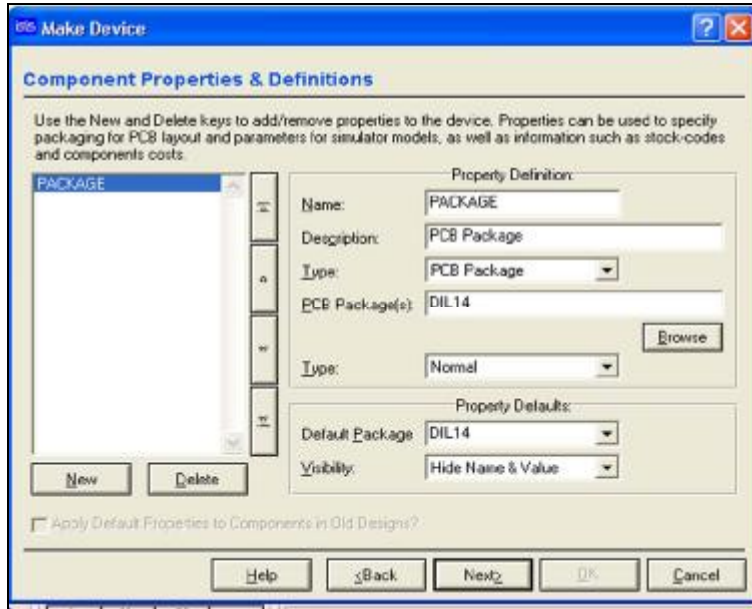 isis Make Device
Component Properties & Definitions
Use the New and Delete keys to add/remove properties to the device. Properties can be used to specify
packaging for PCB layout and parameters for simulator models, as well as information such as stock-codes
and components costs.
PACKAGE
Property Definition:
Name: PACKAGE
Description: PCB Package
Type: PCB Package
PCB Package(s): DIL14
Browse
Type: Normal
Property Defaults:
Default Package DIL14
Visibility: Hide Name & Value
New Delete
Apply Default Properties to Components in Old Designs?
Help <Back Next> OK Cancel